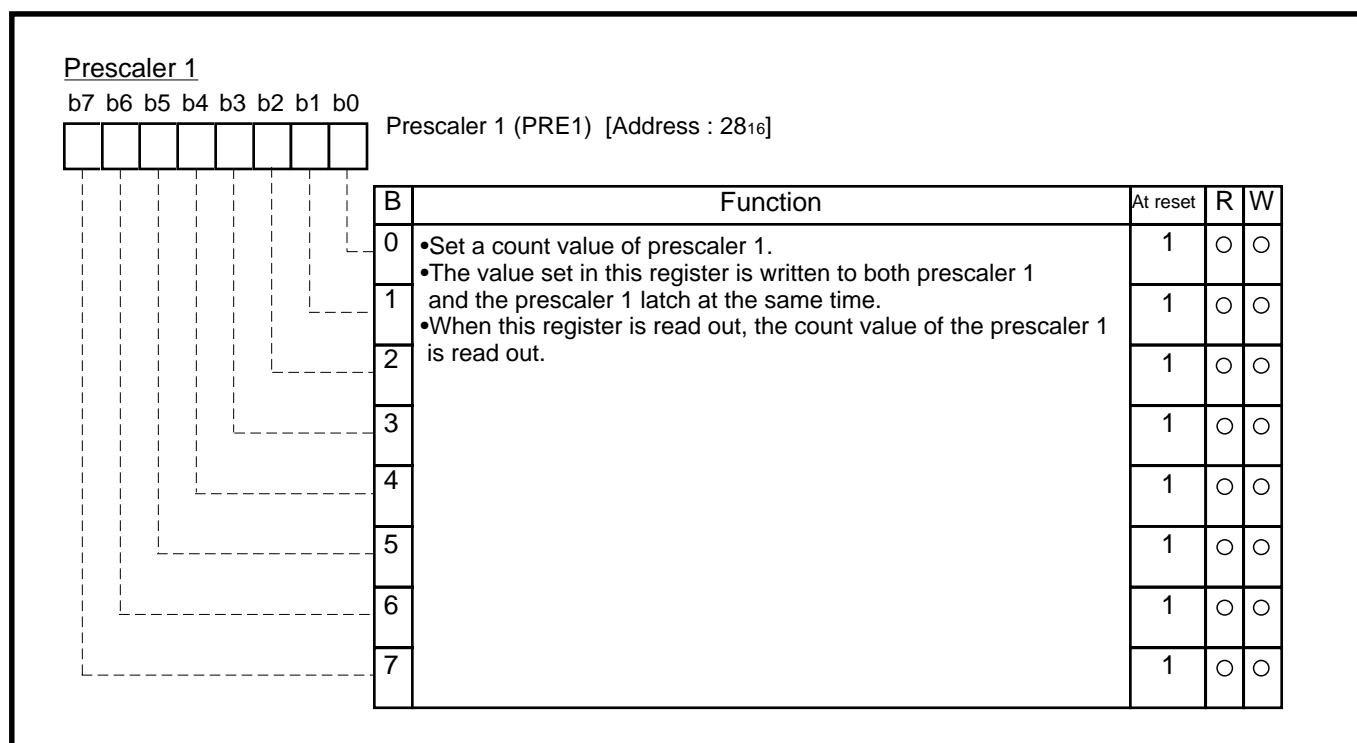 Prescaler 1
b7 b6 b5 b4 b3 b2 b1 b0
Prescaler 1 (PRE1) [Address : 28₁₆]
B Function At reset R W
0 •Set a count value of prescaler 1. 1 ○ ○
•The value set in this register is written to both prescaler 1
1 and the prescaler 1 latch at the same time. 1 ○ ○
•When this register is read out, the count value of the prescaler 1
2 is read out. 1 ○ ○
3 1 ○ ○
4 1 ○ ○
5 1 ○ ○
6 1 ○ ○
7 1 ○ ○